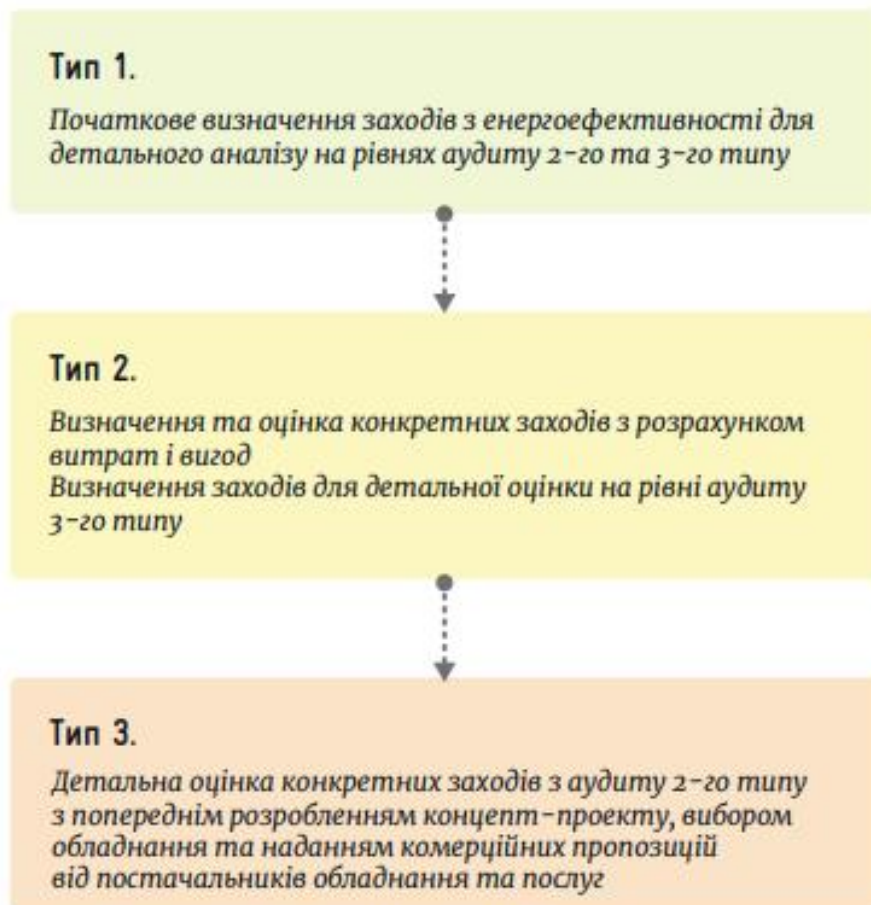 Тип 1.
Початкове визначення заходів з енергоефективності для
детального аналізу на рівнях аудиту 2-го та 3-го типу
Тип 2.
Визначення та оцінка конкретних заходів з розрахунком
витрат і вигод
Визначення заходів для детальної оцінки на рівні аудиту
3-го типу
Тип 3.
Детальна оцінка конкретних заходів з аудиту 2-го типу
з попереднім розробленням концепт-проекту, вибором
обладнання та наданням комерційних пропозицій
від постачальників обладнання та послуг